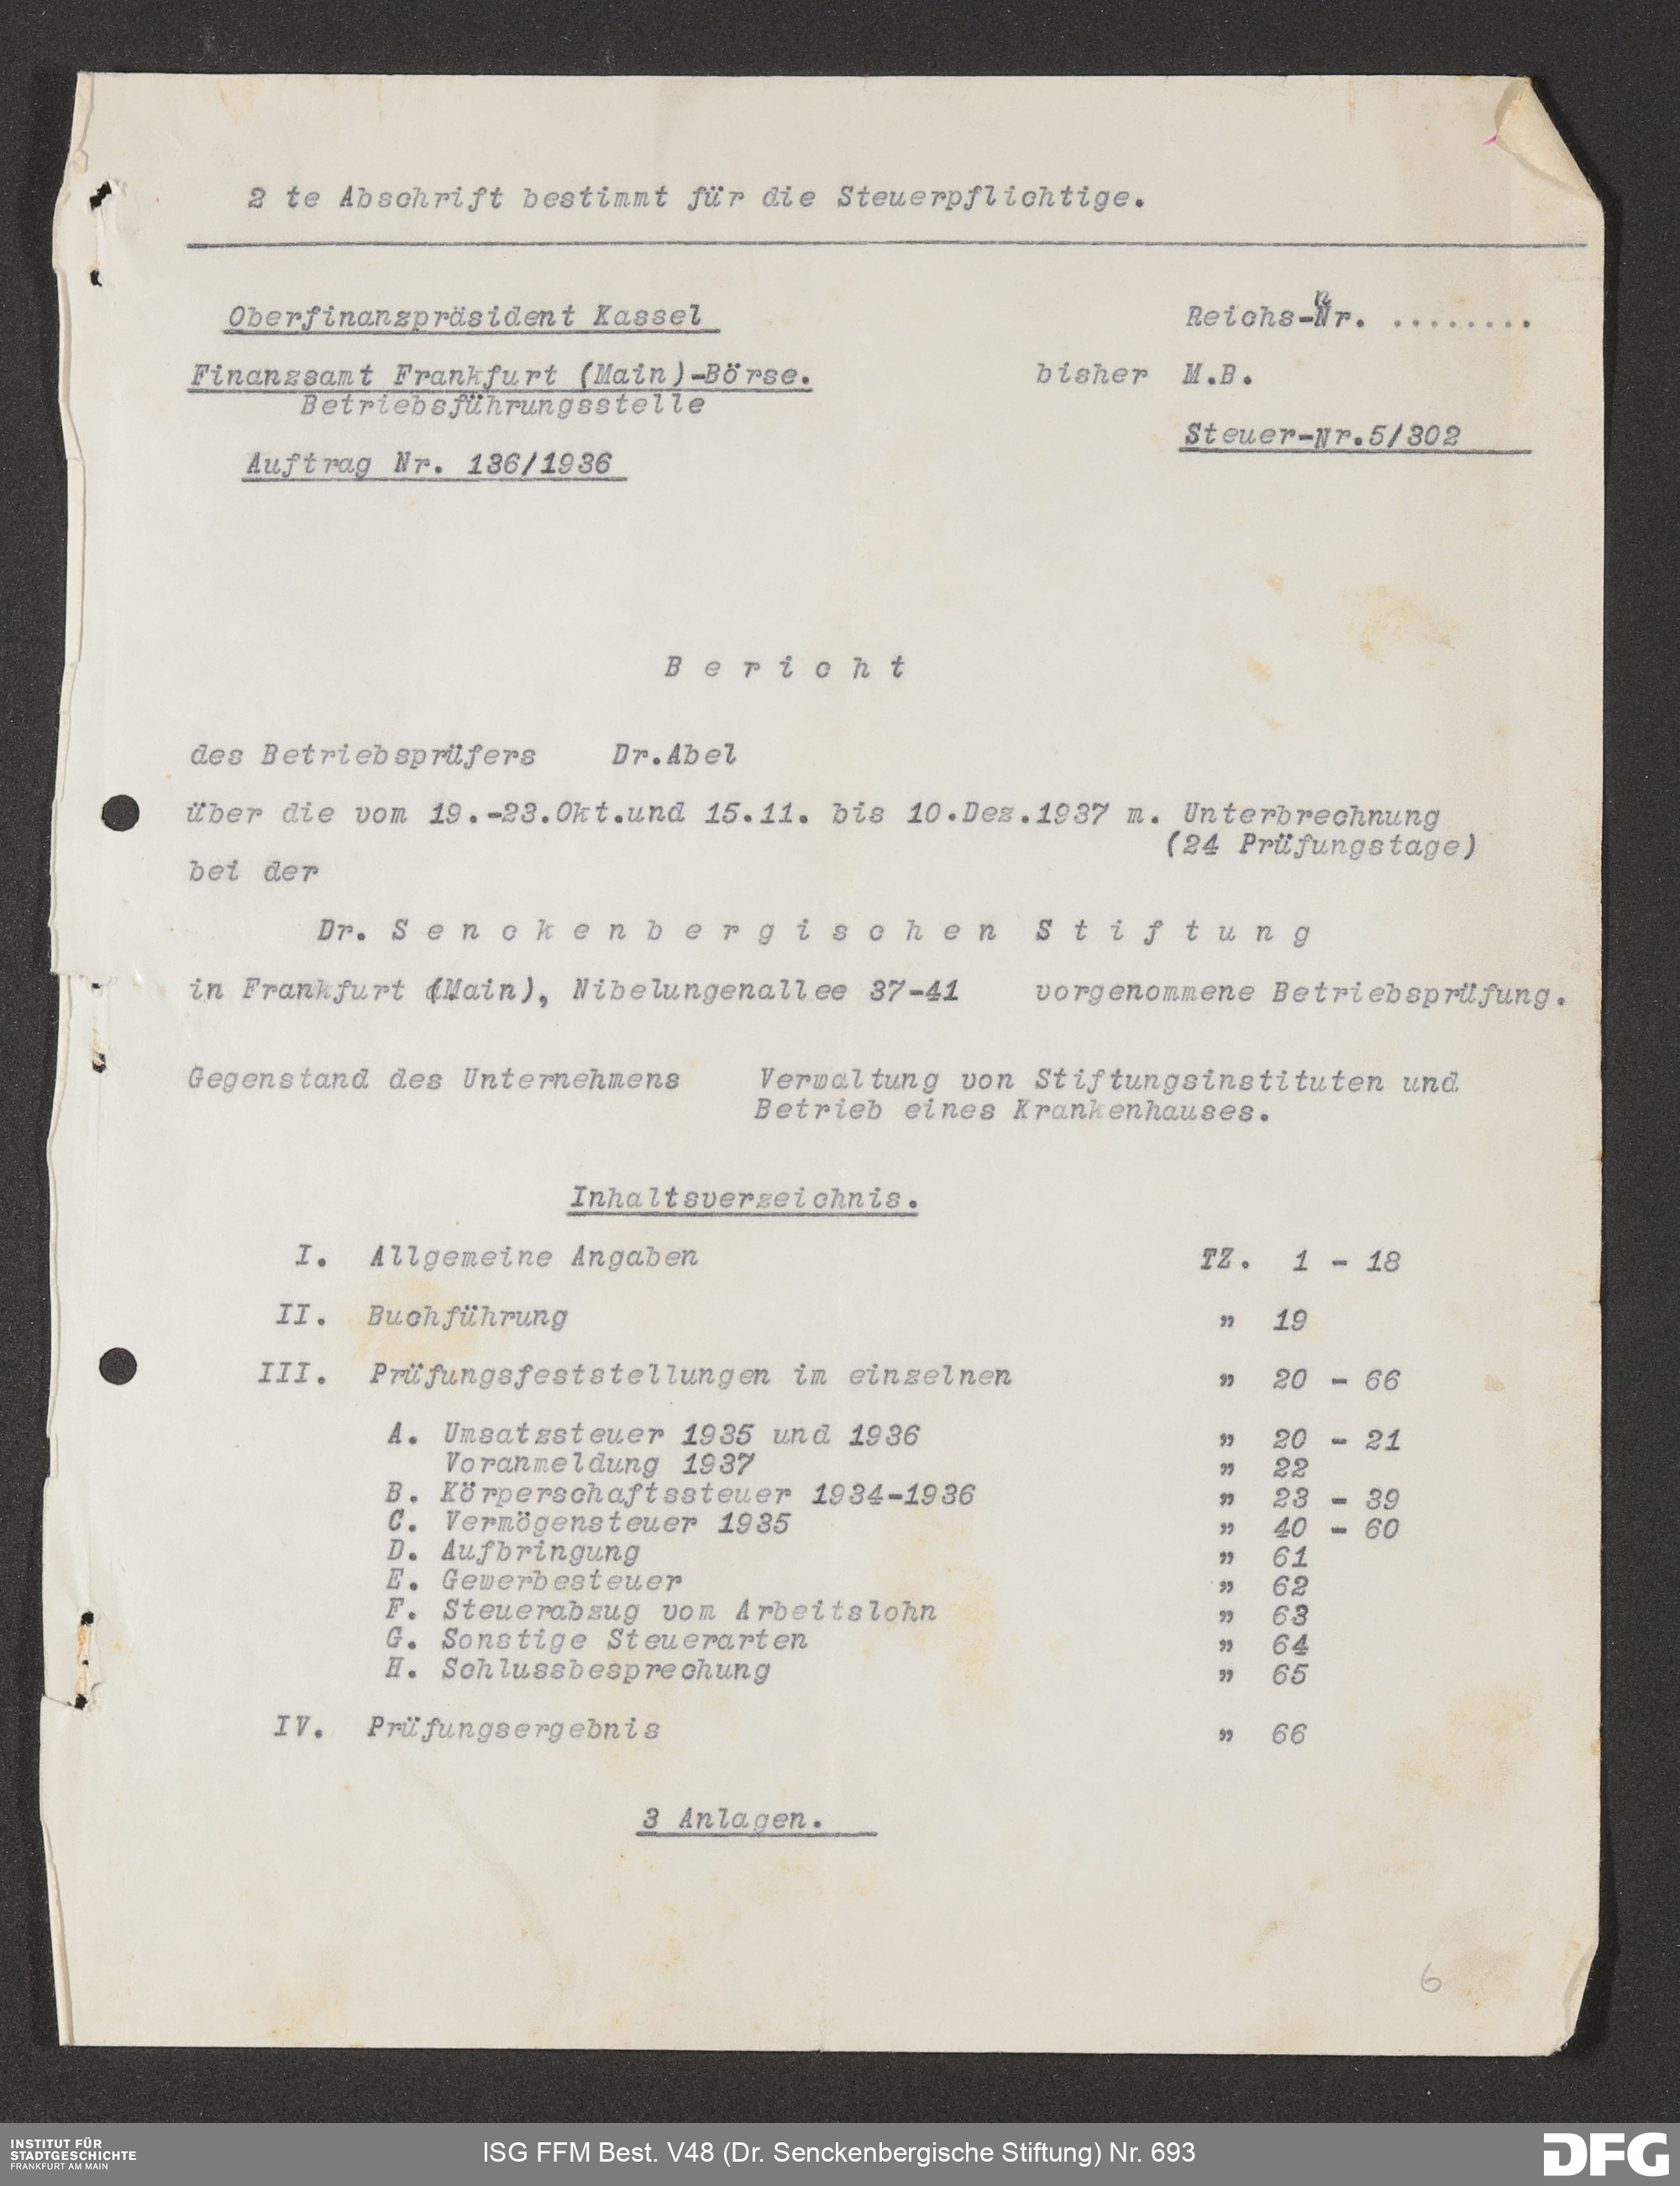 2 te Abschrift bestimmt für die Steuerpflichtige.
Oberfinanzpräsident Kassel
Reichs-Nr. ........
Finanzsamt Frankfurt (Main)-Börse.
bisher M.B.
Betriebsführungsstelle
Steuer-Nr.5/302
Auftrag Nr. 136/1936
B e r i c h t
des Betriebsprüfers Dr.Abel
über die vom 19.-23.Okt.und 15.11. bis 10.Dez.1937 m. Unterbrechnung
(24 Prüfungstage)
bei der
Dr. S e n c k e n b e r g i s c h e n S t i f t u n g
in Frankfurt (Main), Nibelungenallee 37-41 vorgenommene Betriebsprüfung.
Gegenstand des Unternehmens Verwaltung von Stiftungsinstituten und
Betrieb eines Krankenhauses.
Inhaltsverzeichnis.
I. Allgemeine Angaben TZ. 1 - 18
II. Buchführung " 19
III. Prüfungsfeststellungen im einzelnen " 20 - 66
A. Umsatzsteuer 1935 und 1936 " 20 - 21
Voranmeldung 1937 " 22
B. Körperschaftssteuer 1934-1936 " 23 - 39
C. Vermögensteuer 1935 " 40 - 60
D. Aufbringung " 61
E. Gewerbesteuer " 62
F. Steuerabzug vom Arbeitslohn " 63
G. Sonstige Steuerarten " 64
H. Schlussbesprechung " 65
IV. Prüfungsergebnis " 66
3 Anlagen.
6
INSTITUT FÜR
STADTGESCHICHTE
FRANKFURT AM MAIN
ISG FFM Best. V48 (Dr. Senckenbergische Stiftung) Nr. 693
DFG